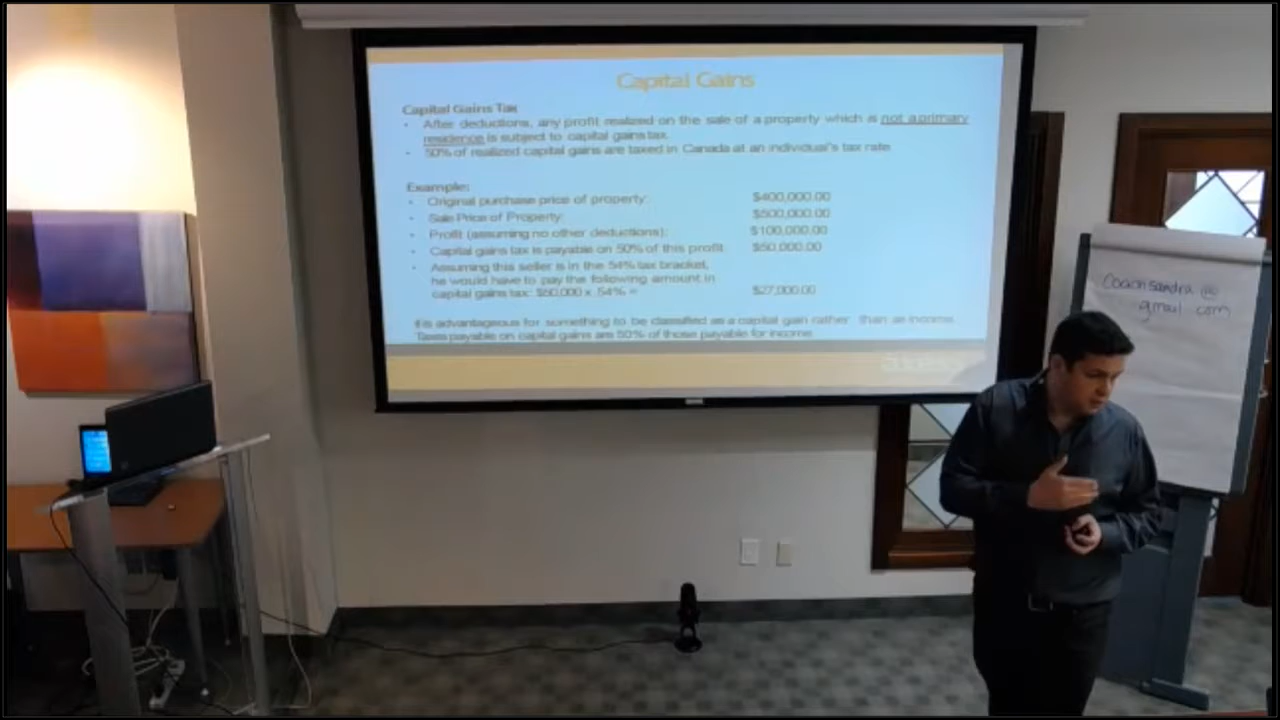 Capital Gains
Capital Gains Tax
• After deductions, any profit realized on the sale of a property which is not a primary
residence is subject to capital gains tax.
• 50% of realized capital gains are taxed in Canada at an individual's tax rate
Example:
• Original purchase price of property: $400,000.00
• Sale Price of Property: $500,000.00
• Profit (assuming no other deductions): $100,000.00
• Capital gains tax is payable on 50% of this profit: $50,000.00
• Assuming this seller is in the 54% tax bracket,
he would have to pay the following amount in
capital gains tax: $50,000 x .54% = $27,000.00
It is advantageous for something to be classified as a capital gain rather than as income.
Taxes payable on capital gains are 50% of those payable for income
Coachsandra @
gmail com